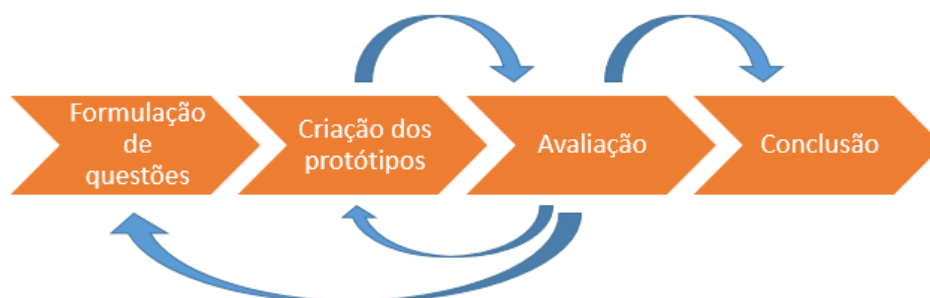 Formulação
de
questões
Criação dos
protótipos
Avaliação
Conclusão